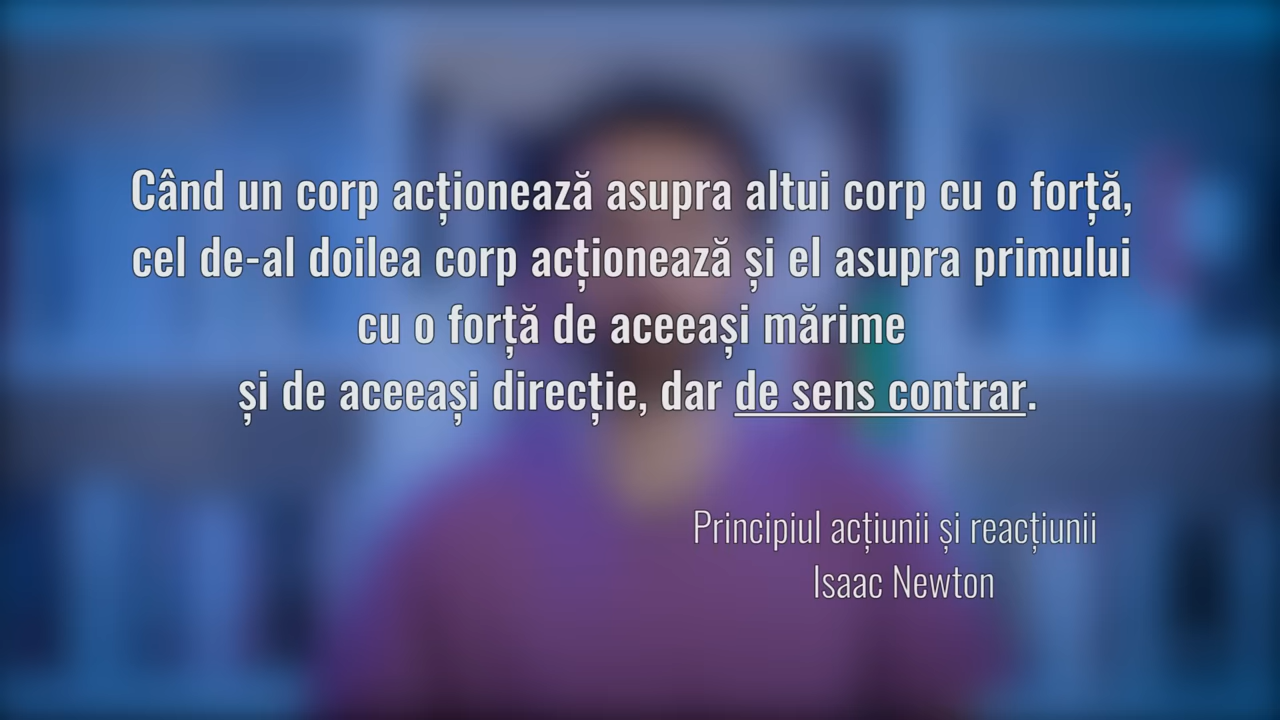 Când un corp acționează asupra altui corp cu o forță,
cel de-al doilea corp acționează și el asupra primului
cu o forță de aceeași mărime
și de aceeași direcție, dar de sens contrar.
Principiul acțiunii și reacțiunii
Isaac Newton